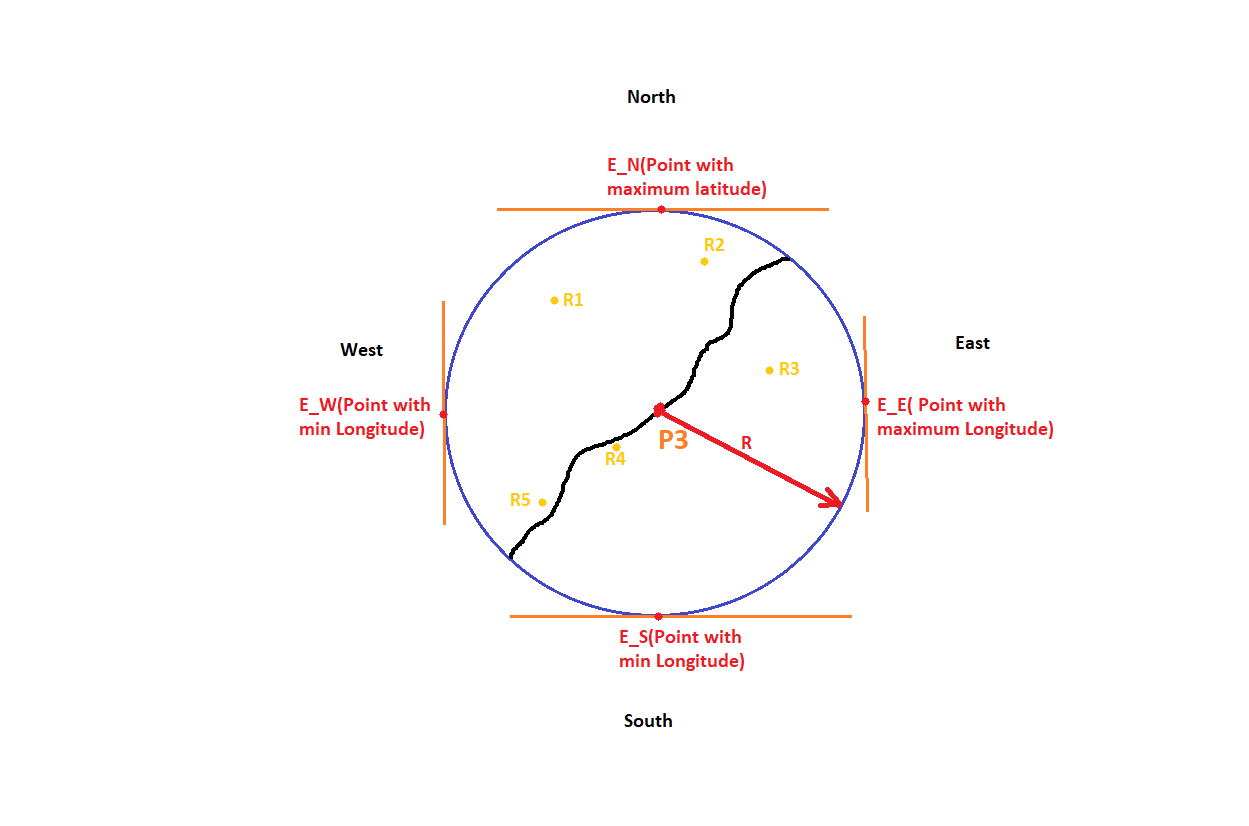 North
E_N(Point with
maximum latitude)
R2
R1
West
East
R3
E_W(Point with
min Longitude)
E_E( Point with
maximum Longitude)
P3
R
R4
R5
E_S(Point with
min Longitude)
South